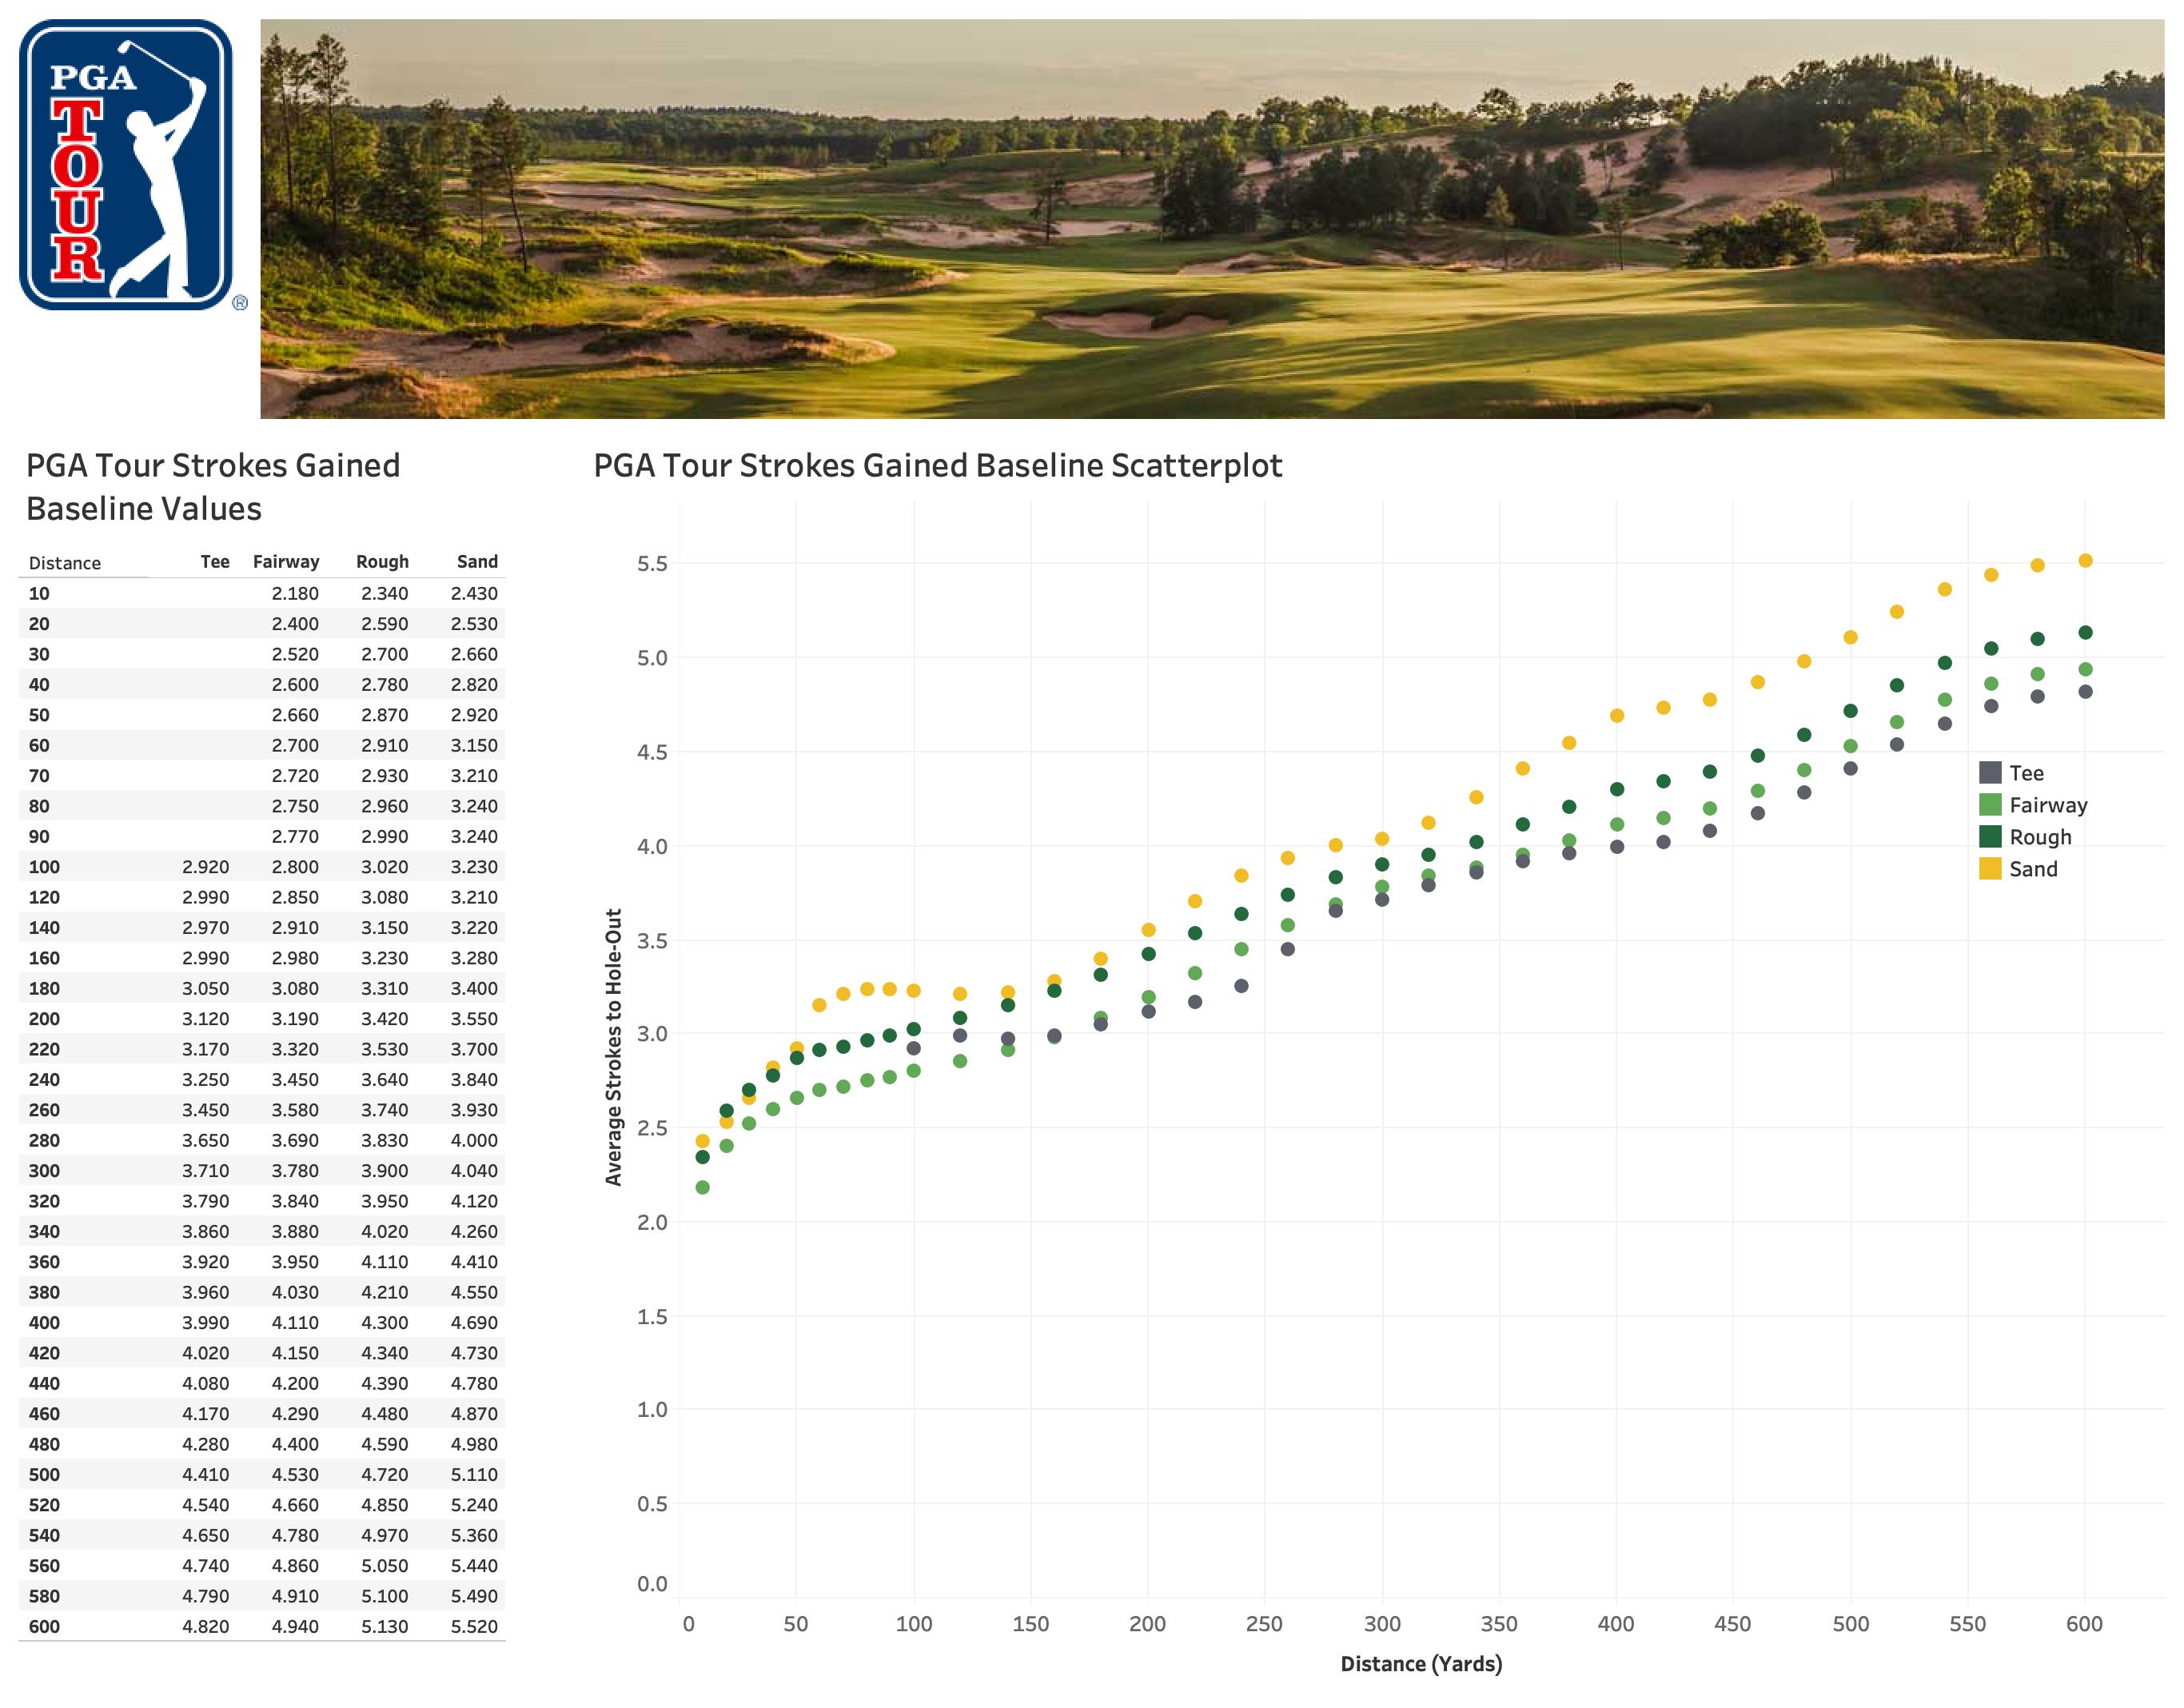 PGA
TOUR
®
PGA Tour Strokes Gained
Baseline Values
Distance Tee Fairway Rough Sand
10 2.180 2.340 2.430
20 2.400 2.590 2.530
30 2.520 2.700 2.660
40 2.600 2.780 2.820
50 2.660 2.870 2.920
60 2.700 2.910 3.150
70 2.720 2.930 3.210
80 2.750 2.960 3.240
90 2.770 2.990 3.240
100 2.920 2.800 3.020 3.230
120 2.990 2.850 3.080 3.210
140 2.970 2.910 3.150 3.220
160 2.990 2.980 3.230 3.280
180 3.050 3.080 3.310 3.400
200 3.120 3.190 3.420 3.550
220 3.170 3.320 3.530 3.700
240 3.250 3.450 3.640 3.840
260 3.450 3.580 3.740 3.930
280 3.650 3.690 3.830 4.000
300 3.710 3.780 3.900 4.040
320 3.790 3.840 3.950 4.120
340 3.860 3.880 4.020 4.260
360 3.920 3.950 4.110 4.410
380 3.960 4.030 4.210 4.550
400 3.990 4.110 4.300 4.690
420 4.020 4.150 4.340 4.730
440 4.080 4.200 4.390 4.780
460 4.170 4.290 4.480 4.870
480 4.280 4.400 4.590 4.980
500 4.410 4.530 4.720 5.110
520 4.540 4.660 4.850 5.240
540 4.650 4.780 4.970 5.360
560 4.740 4.860 5.050 5.440
580 4.790 4.910 5.100 5.490
600 4.820 4.940 5.130 5.520
PGA Tour Strokes Gained Baseline Scatterplot
Average Strokes to Hole-Out
5.5
5.0
4.5
4.0
3.5
3.0
2.5
2.0
1.5
1.0
0.5
0.0
0 50 100 150 200 250 300 350 400 450 500 550 600
Distance (Yards)
Tee
Fairway
Rough
Sand